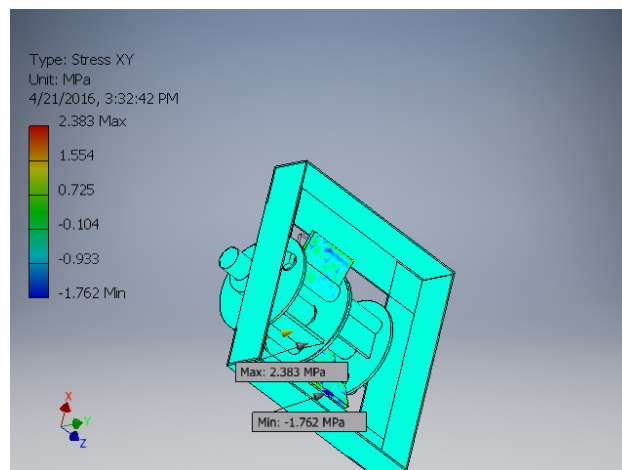 Type: Stress XY
Unit: MPa
4/21/2016, 3:32:42 PM
2.383 Max
1.554
0.725
-0.104
-0.933
-1.762 Min
Max: 2.383 MPa
Min: -1.762 MPa
X
Y
Z